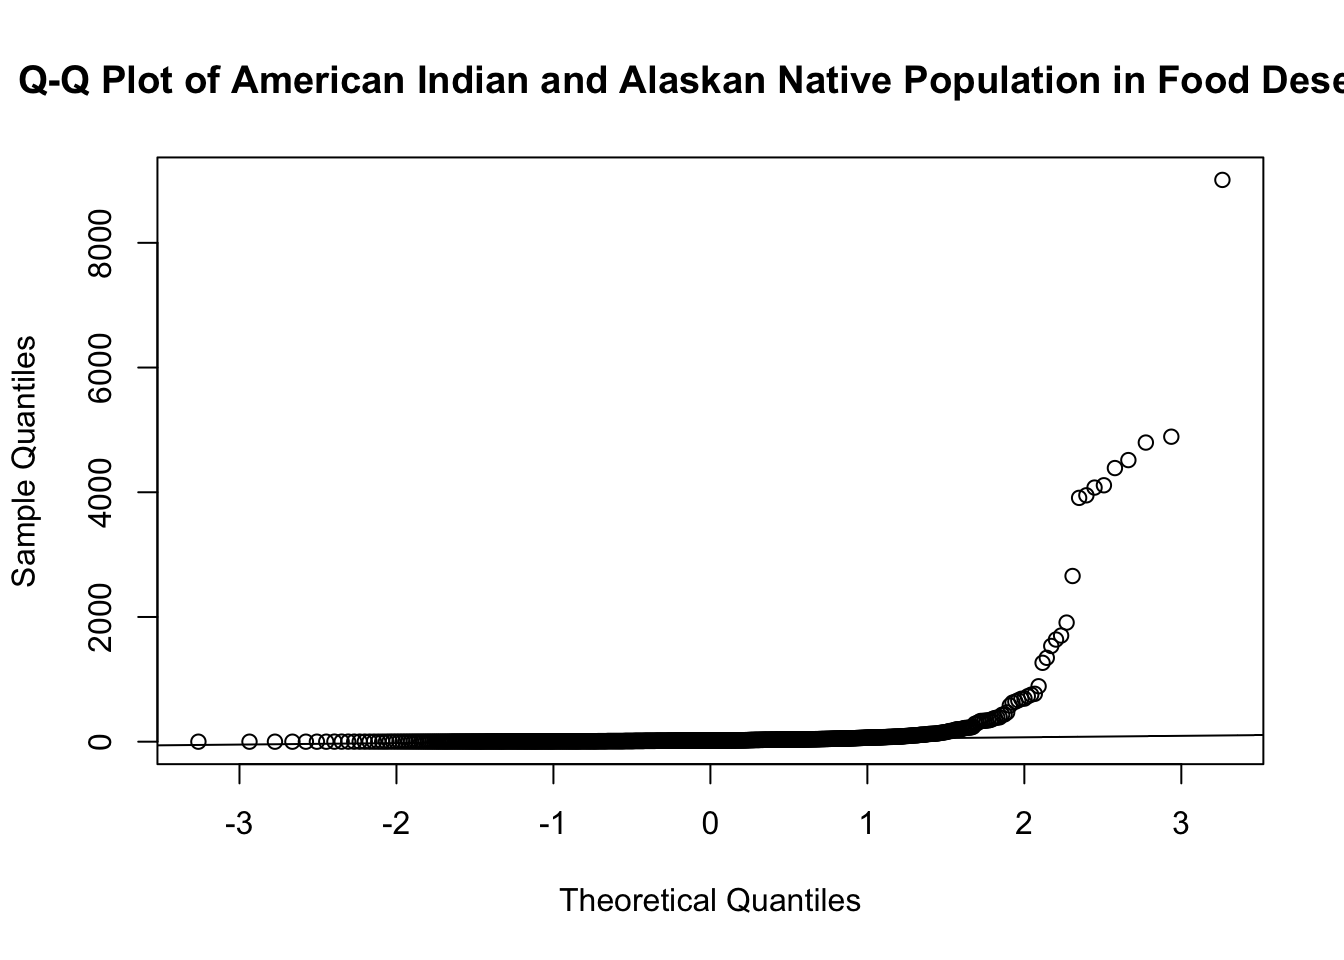 Q-Q Plot of American Indian and Alaskan Native Population in Food Dese
8000
6000
4000
2000
0
Sample Quantiles
-3 -2 -1 0 1 2 3
Theoretical Quantiles